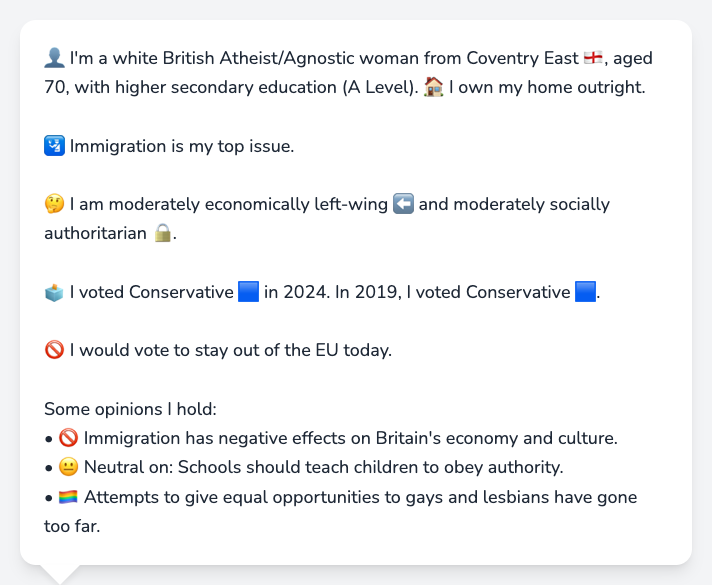 👤 I'm a white British Atheist/Agnostic woman from Coventry East 🏴󠁧󠁢󠁥󠁮󠁧󠁿, aged
70, with higher secondary education (A Level). 🏠 I own my home outright.
🛂 Immigration is my top issue.
🤔 I am moderately economically left-wing ⬅️ and moderately socially
authoritarian 🔒.
🗳️ I voted Conservative 🟦 in 2024. In 2019, I voted Conservative 🟦.
🚫 I would vote to stay out of the EU today.
Some opinions I hold:
• 🚫 Immigration has negative effects on Britain's economy and culture.
• 😐 Neutral on: Schools should teach children to obey authority.
• 🏳️‍🌈 Attempts to give equal opportunities to gays and lesbians have gone
too far.